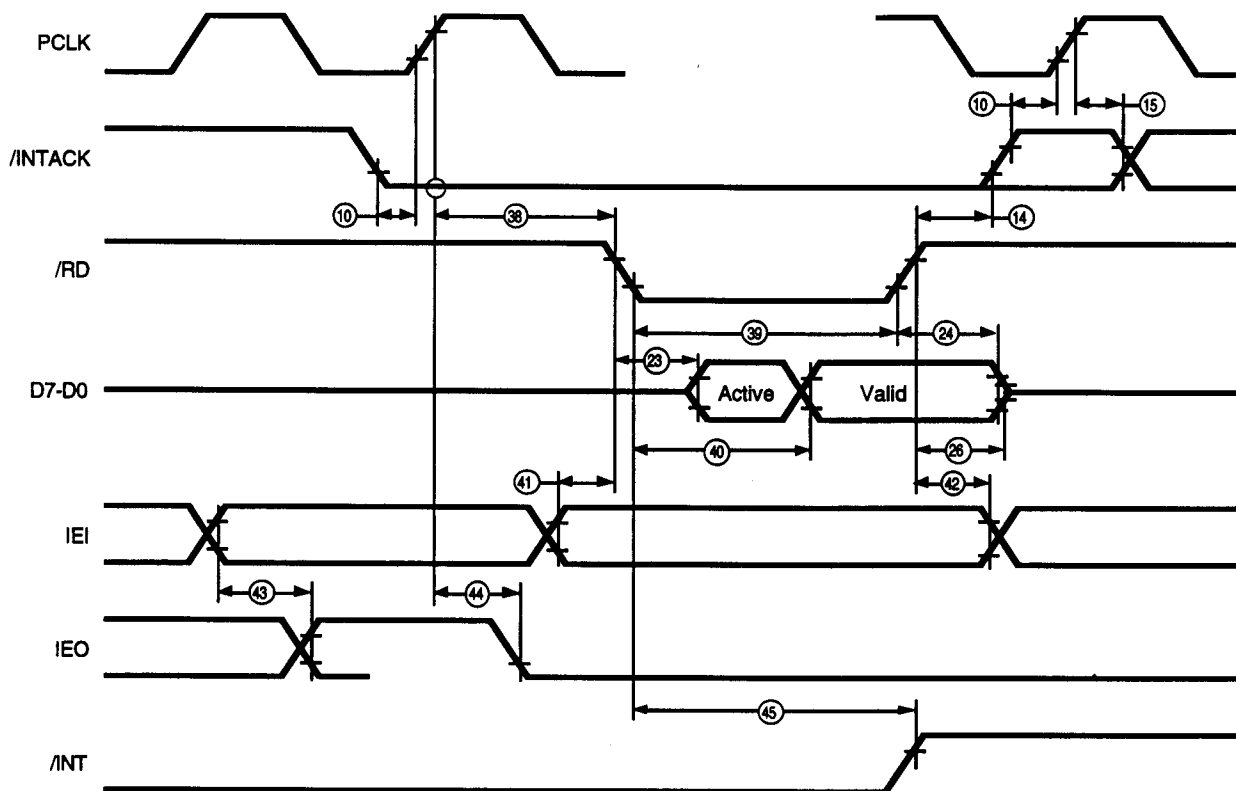 PCLK
10
15
/INTACK
10
38
14
/RD
39
24
23
D7-D0
Active
Valid
40
26
41
42
IEI
43
44
IEO
45
/INT